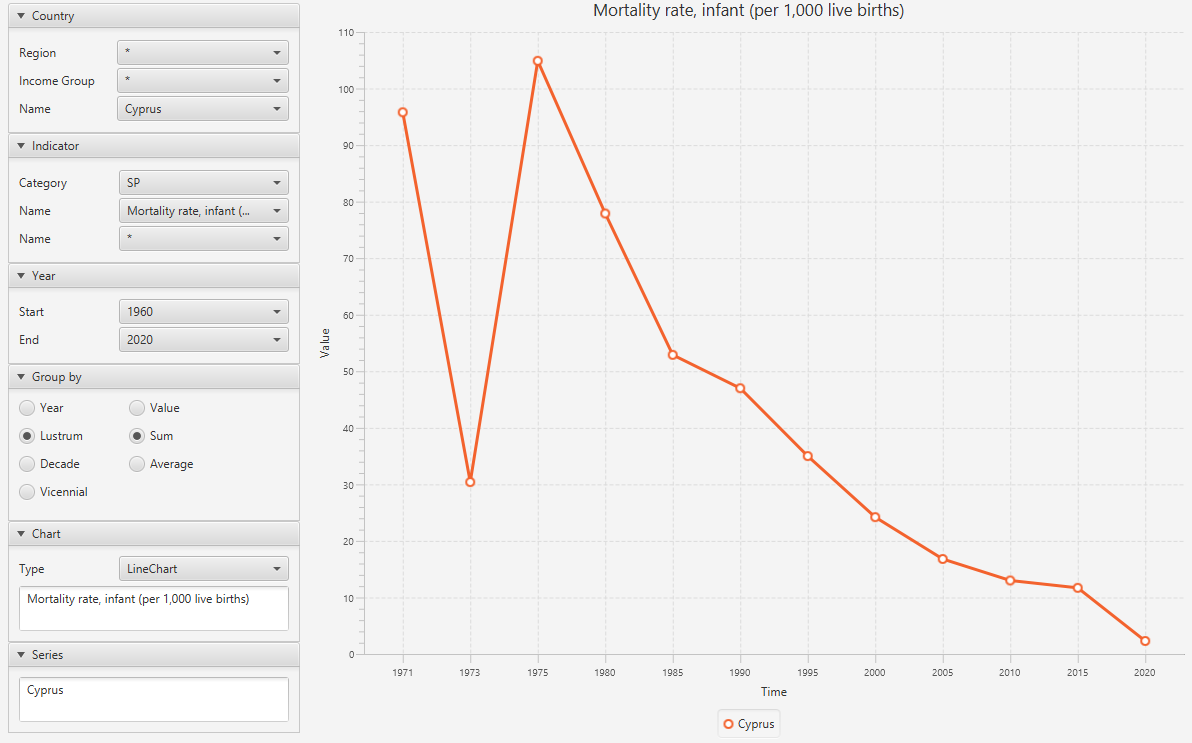 Country
Region *
Income Group *
Name Cyprus
Indicator
Category SP
Name Mortality rate, infant (...
Name *
Year
Start 1960
End 2020
Group by
Year Value
Lustrum Sum
Decade Average
Vicennial
Chart
Type LineChart
Mortality rate, infant (per 1,000 live births)
Series
Cyprus
Mortality rate, infant (per 1,000 live births)
110
100
90
80
70
60
50
40
30
20
10
0
Value
1971 1973 1975 1980 1985 1990 1995 2000 2005 2010 2015 2020
Time
Cyprus